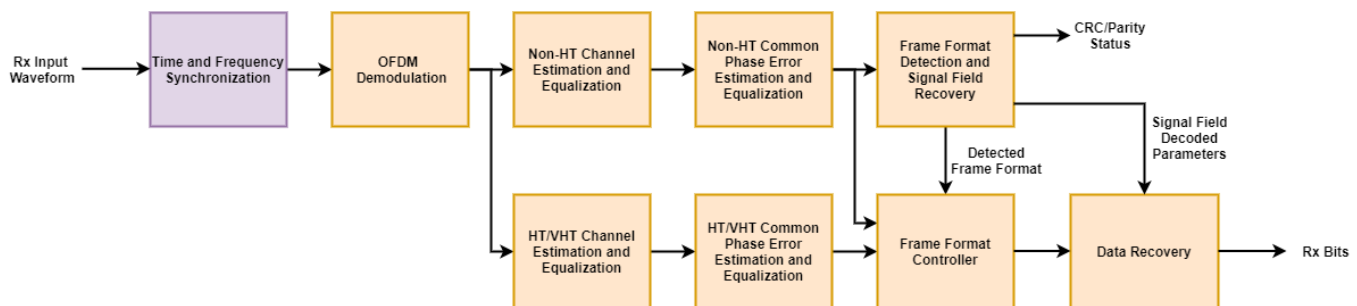 Rx Input
Waveform
Time and Frequency
Synchronization
OFDM
Demodulation
Non-HT Channel
Estimation and
Equalization
Non-HT Common
Phase Error
Estimation and
Equalization
Frame Format
Detection and
Signal Field
Recovery
CRC/Parity
Status
Detected
Frame Format
Signal Field
Decoded
Parameters
HT/VHT Channel
Estimation and
Equalization
HT/VHT Common
Phase Error
Estimation and
Equalization
Frame Format
Controller
Data Recovery
Rx Bits